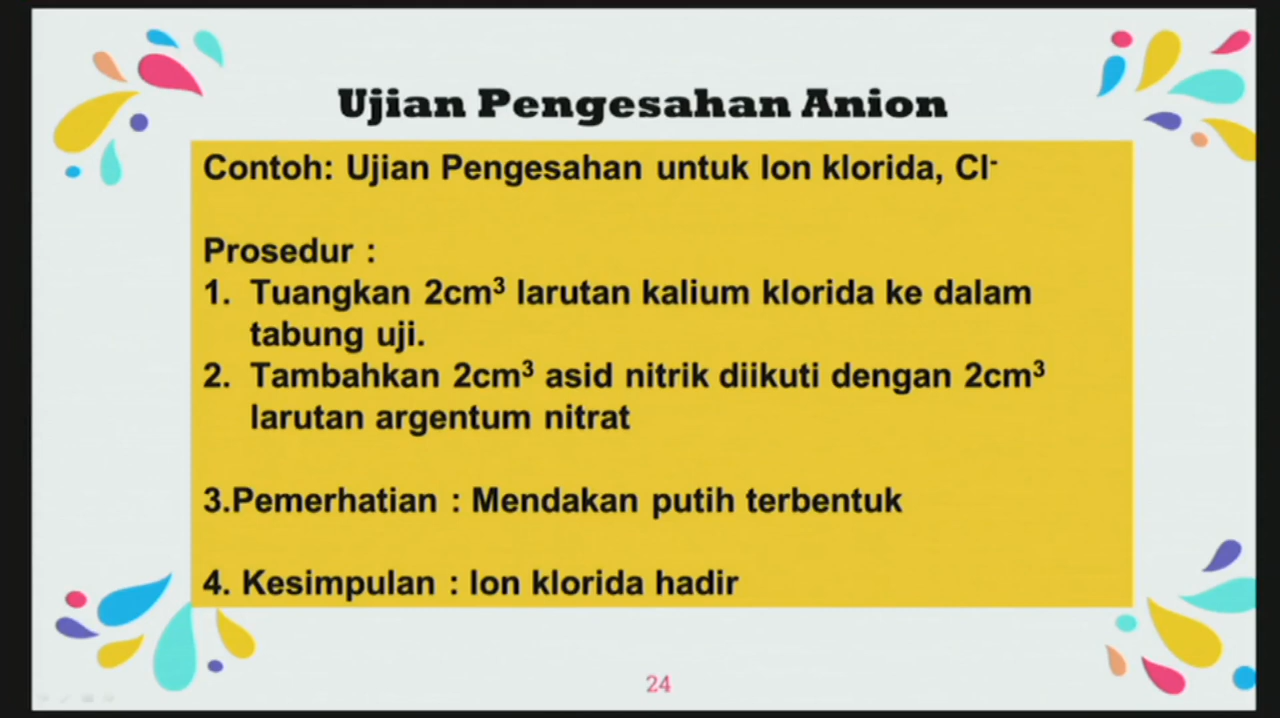 Ujian Pengesahan Anion
Contoh: Ujian Pengesahan untuk Ion klorida, Cl⁻
Prosedur :
1. Tuangkan 2cm³ larutan kalium klorida ke dalam
tabung uji.
2. Tambahkan 2cm³ asid nitrik diikuti dengan 2cm³
larutan argentum nitrat
3.Pemerhatian : Mendakan putih terbentuk
4. Kesimpulan : Ion klorida hadir
24